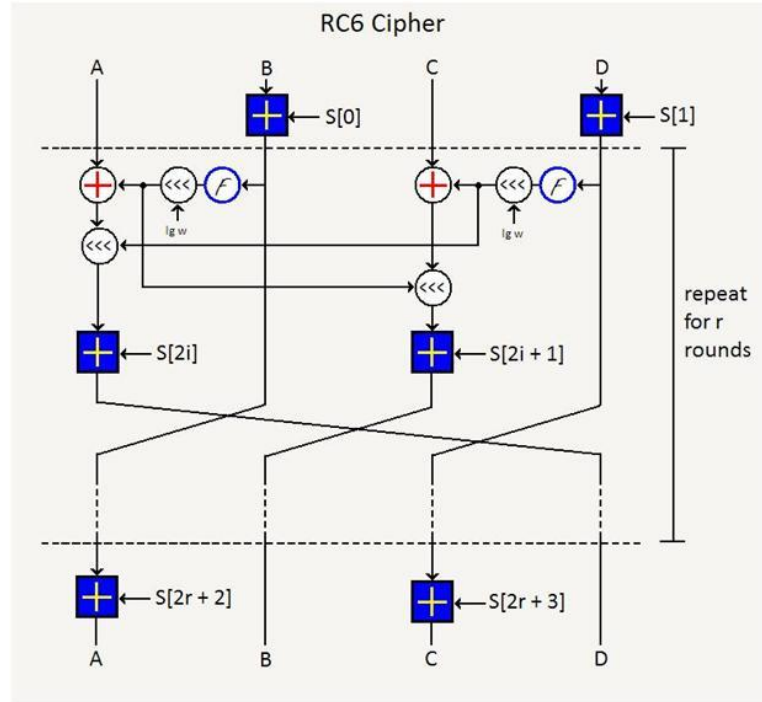 RC6 Cipher
A B C D
S[0] S[1]
<<< F <<< F
lg w lg w
<<<
<<<
S[2i] S[2i + 1]
repeat
for r
rounds
S[2r + 2] S[2r + 3]
A B C D